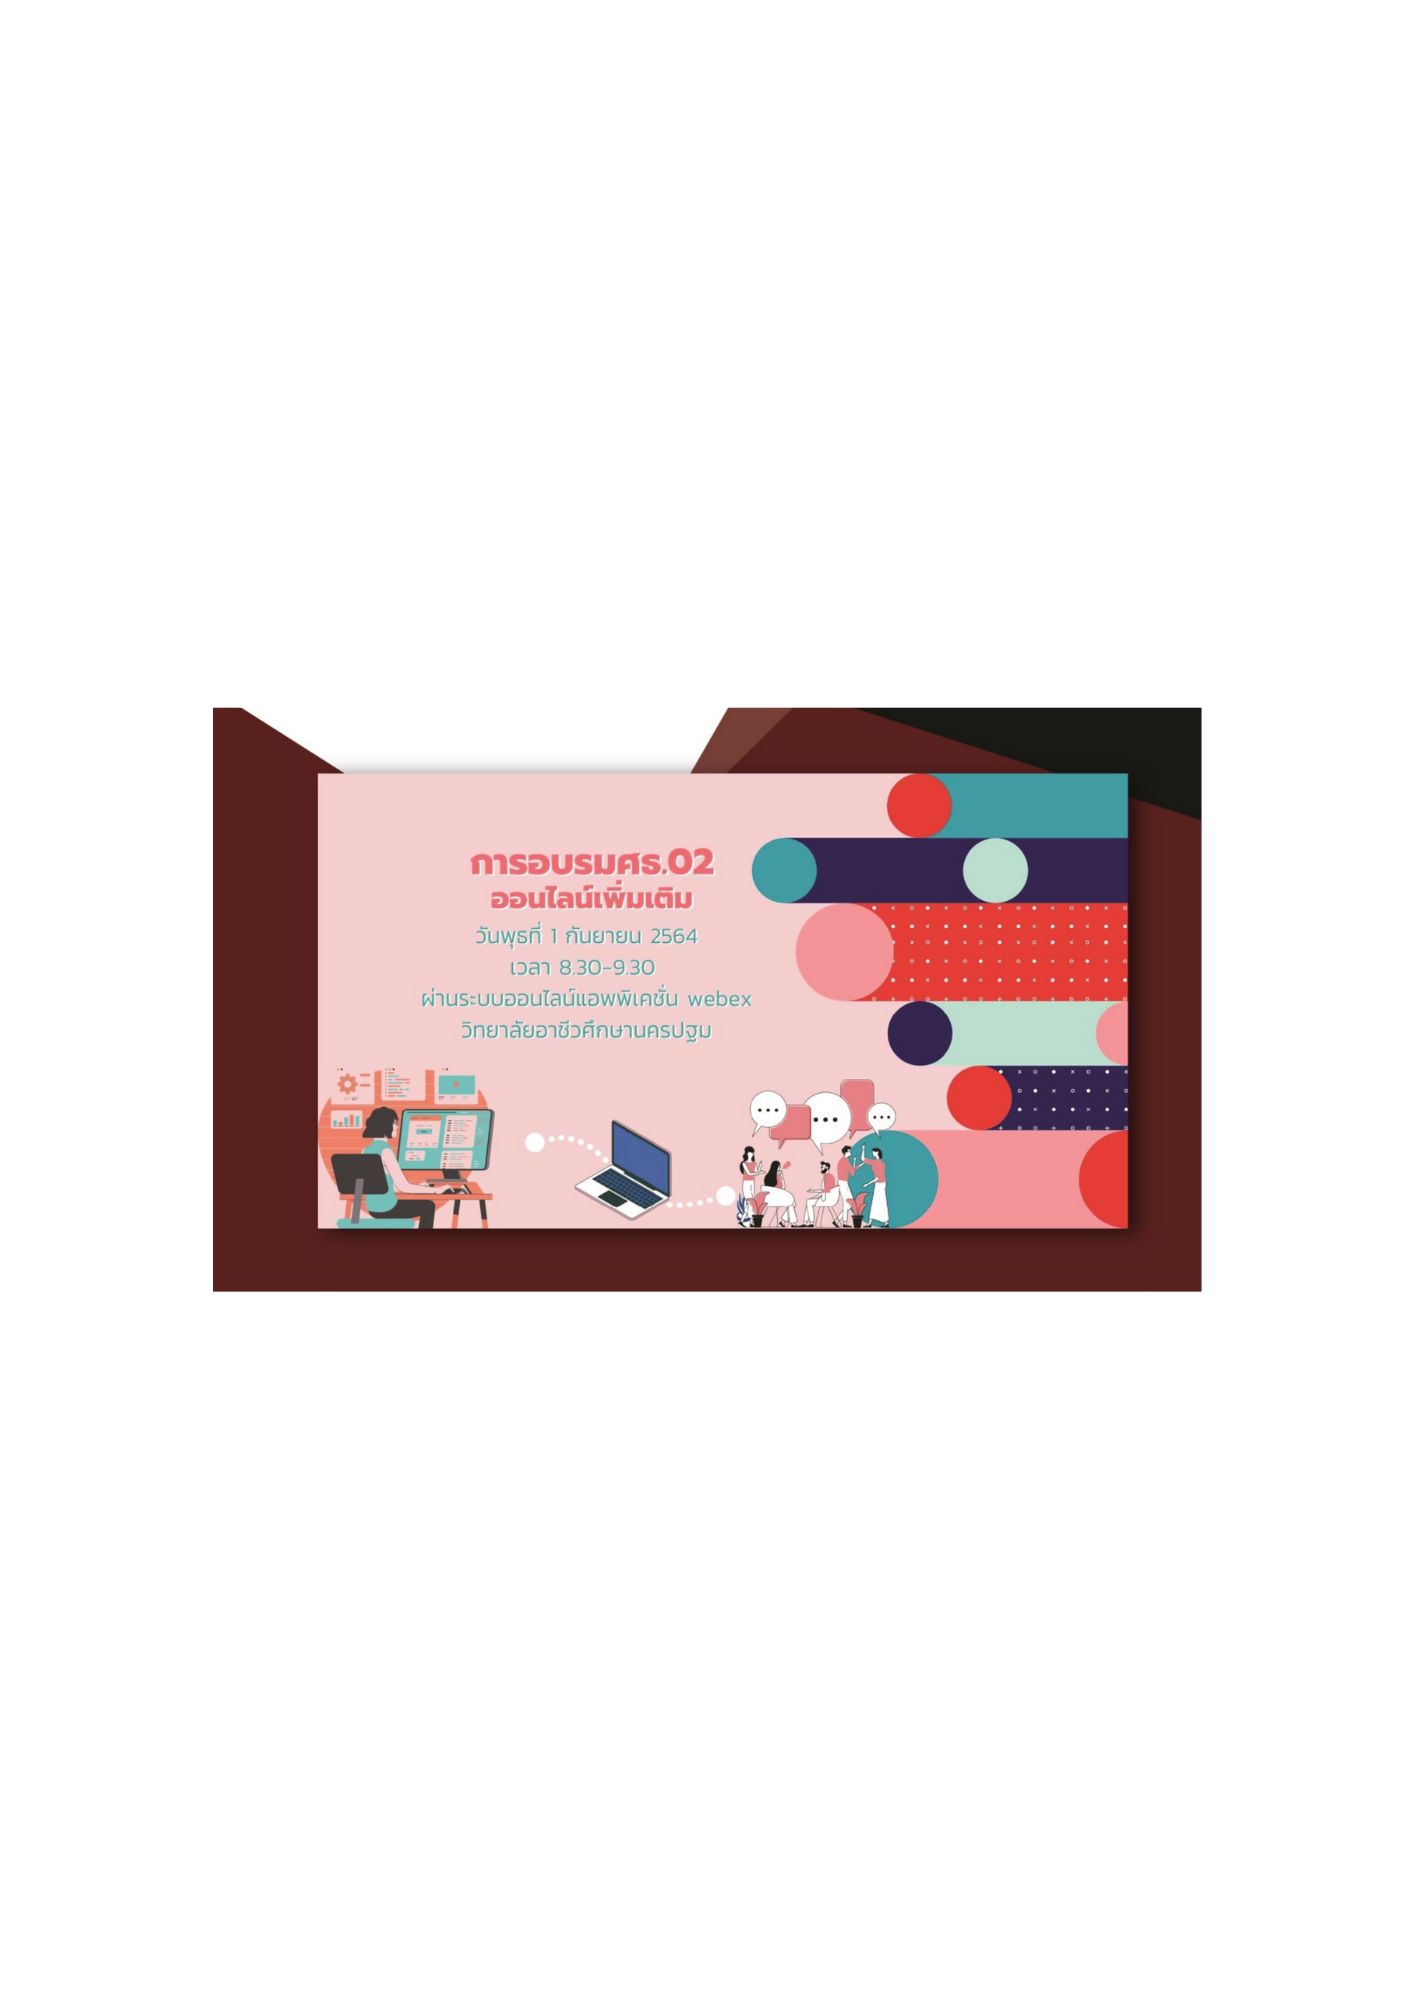 การอบรมศธ.02
ออนไลน์เพิ่มเติม
วันพุธที่ 1 กันยายน 2564
เวลา 8.30-9.30
ผ่านระบบออนไลน์แอพพิเคชั่น webex
วิทยาลัยอาชีวศึกษานครปฐม